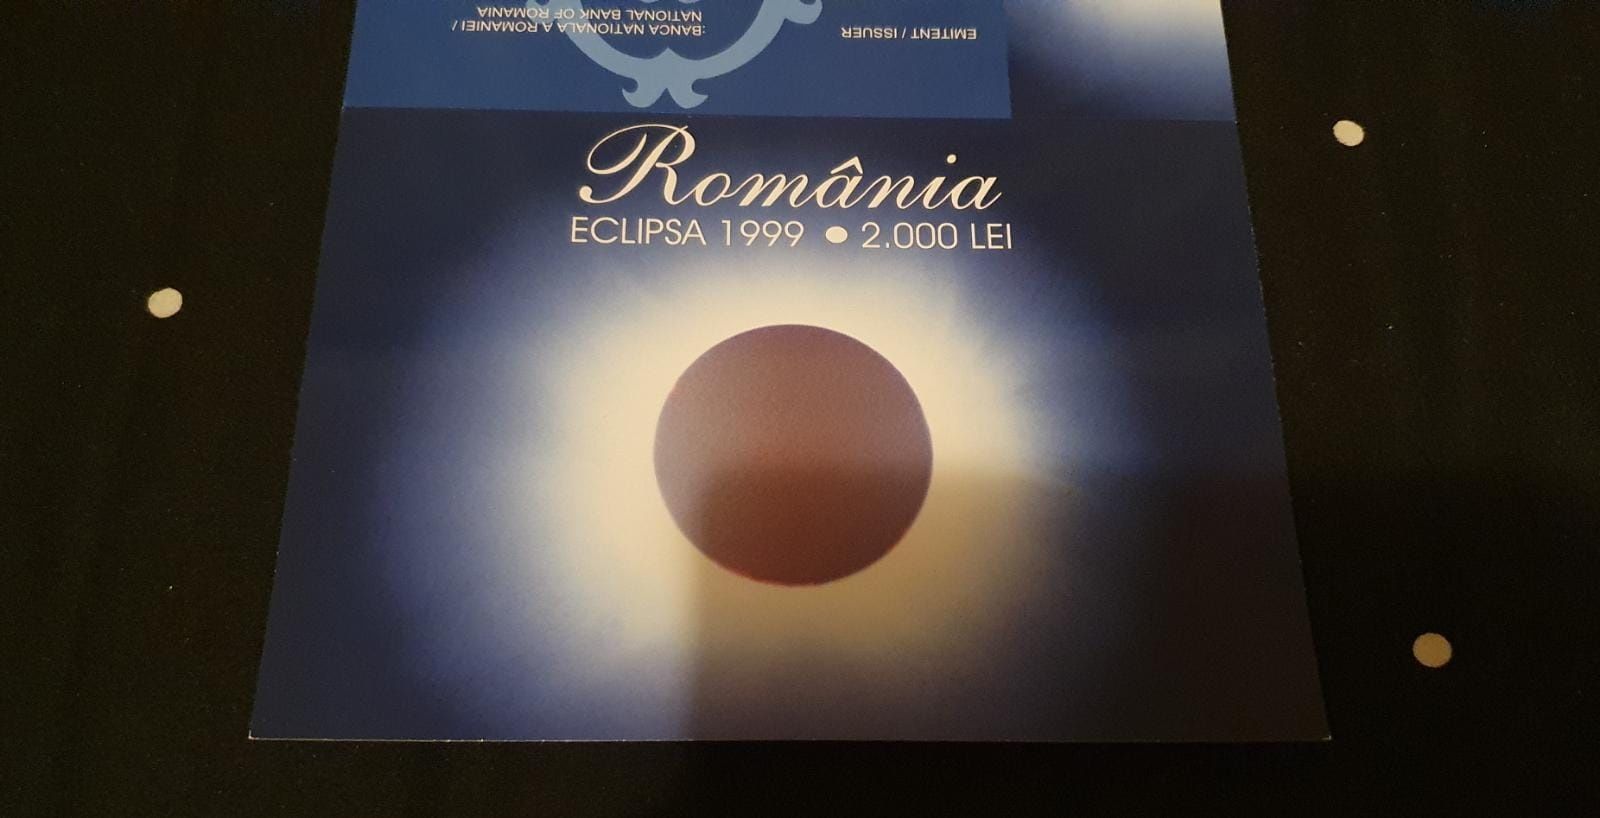 România
ECLIPSA 1999 ● 2.000 LEI
EMITENT / ISSUER
:BANCA NATIONALA A ROMANIEI /
NATIONAL BANK OF ROMANIA